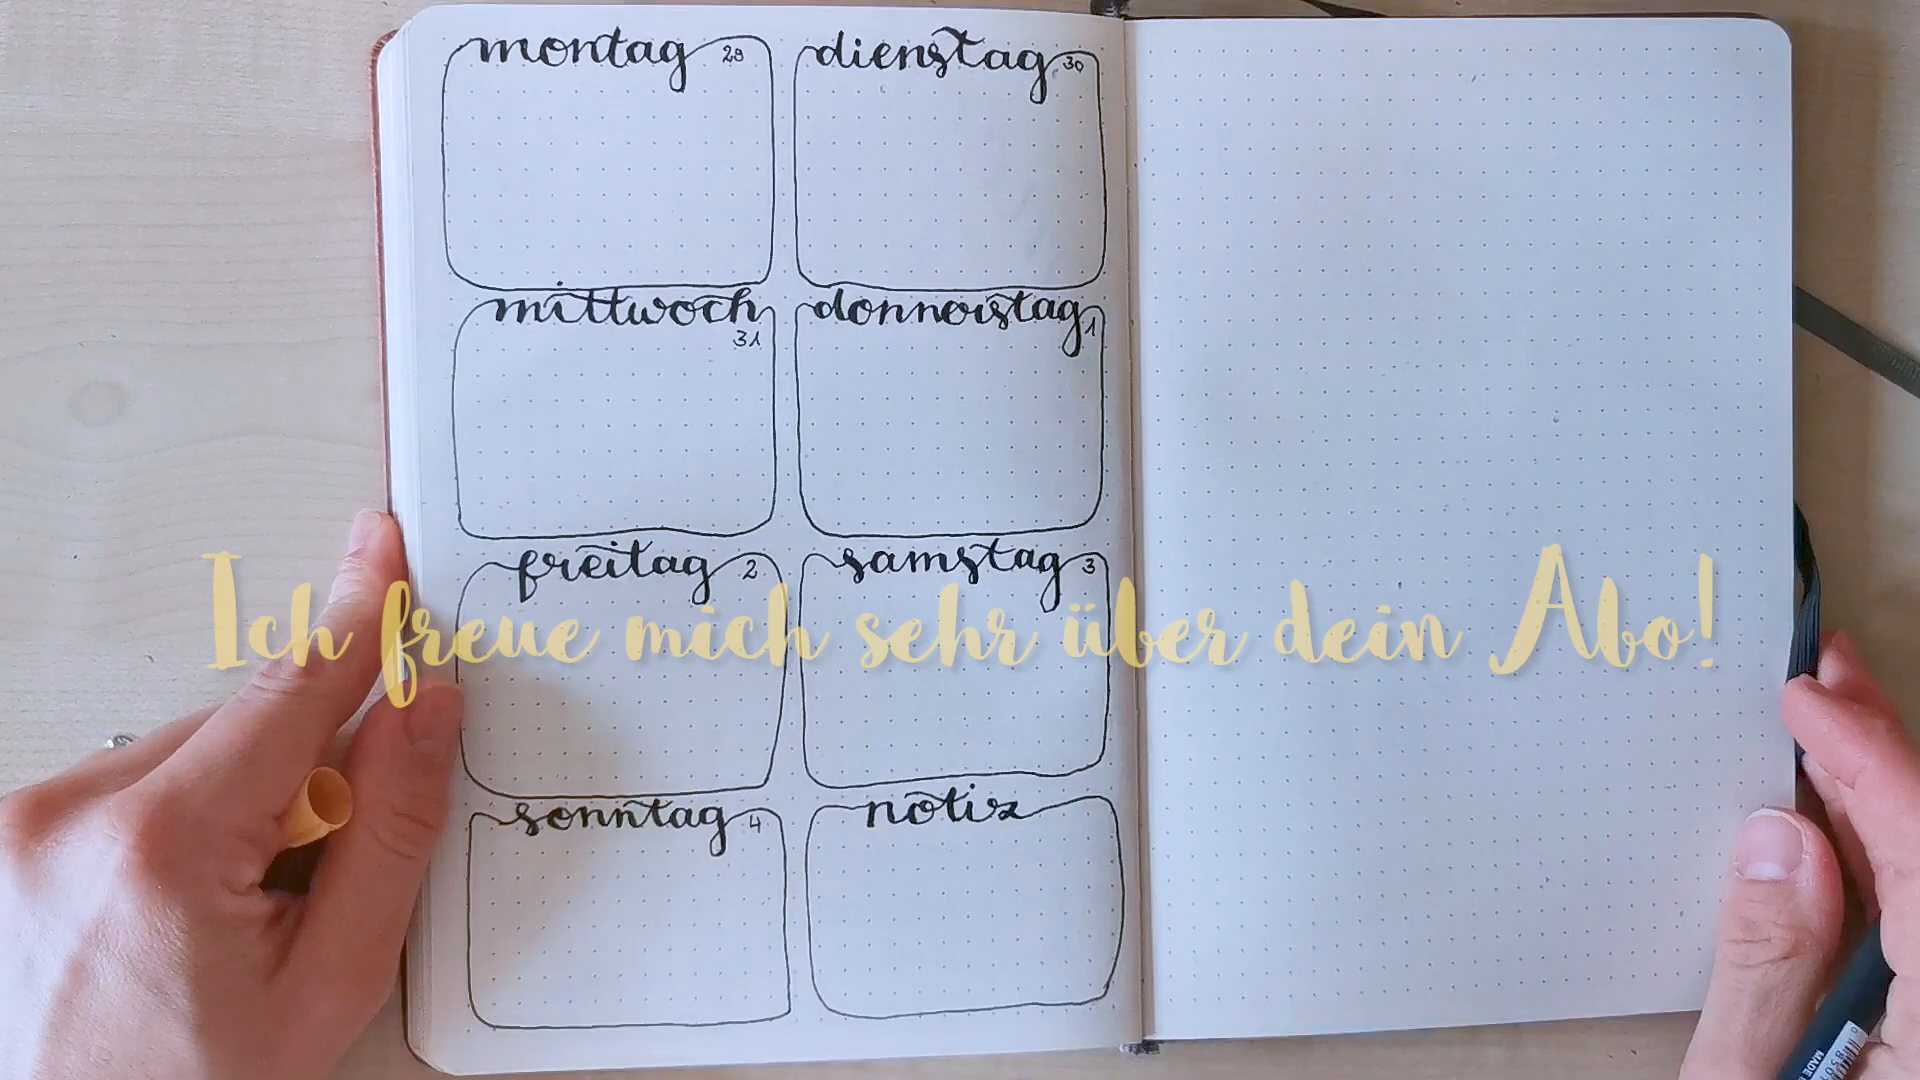 montag 29
dienstag 30
mittwoch
31
donnerstag 1
freitag 2
samstag 3
Ich freue mich sehr über dein Abo!
sonntag 4
notiz
MADE